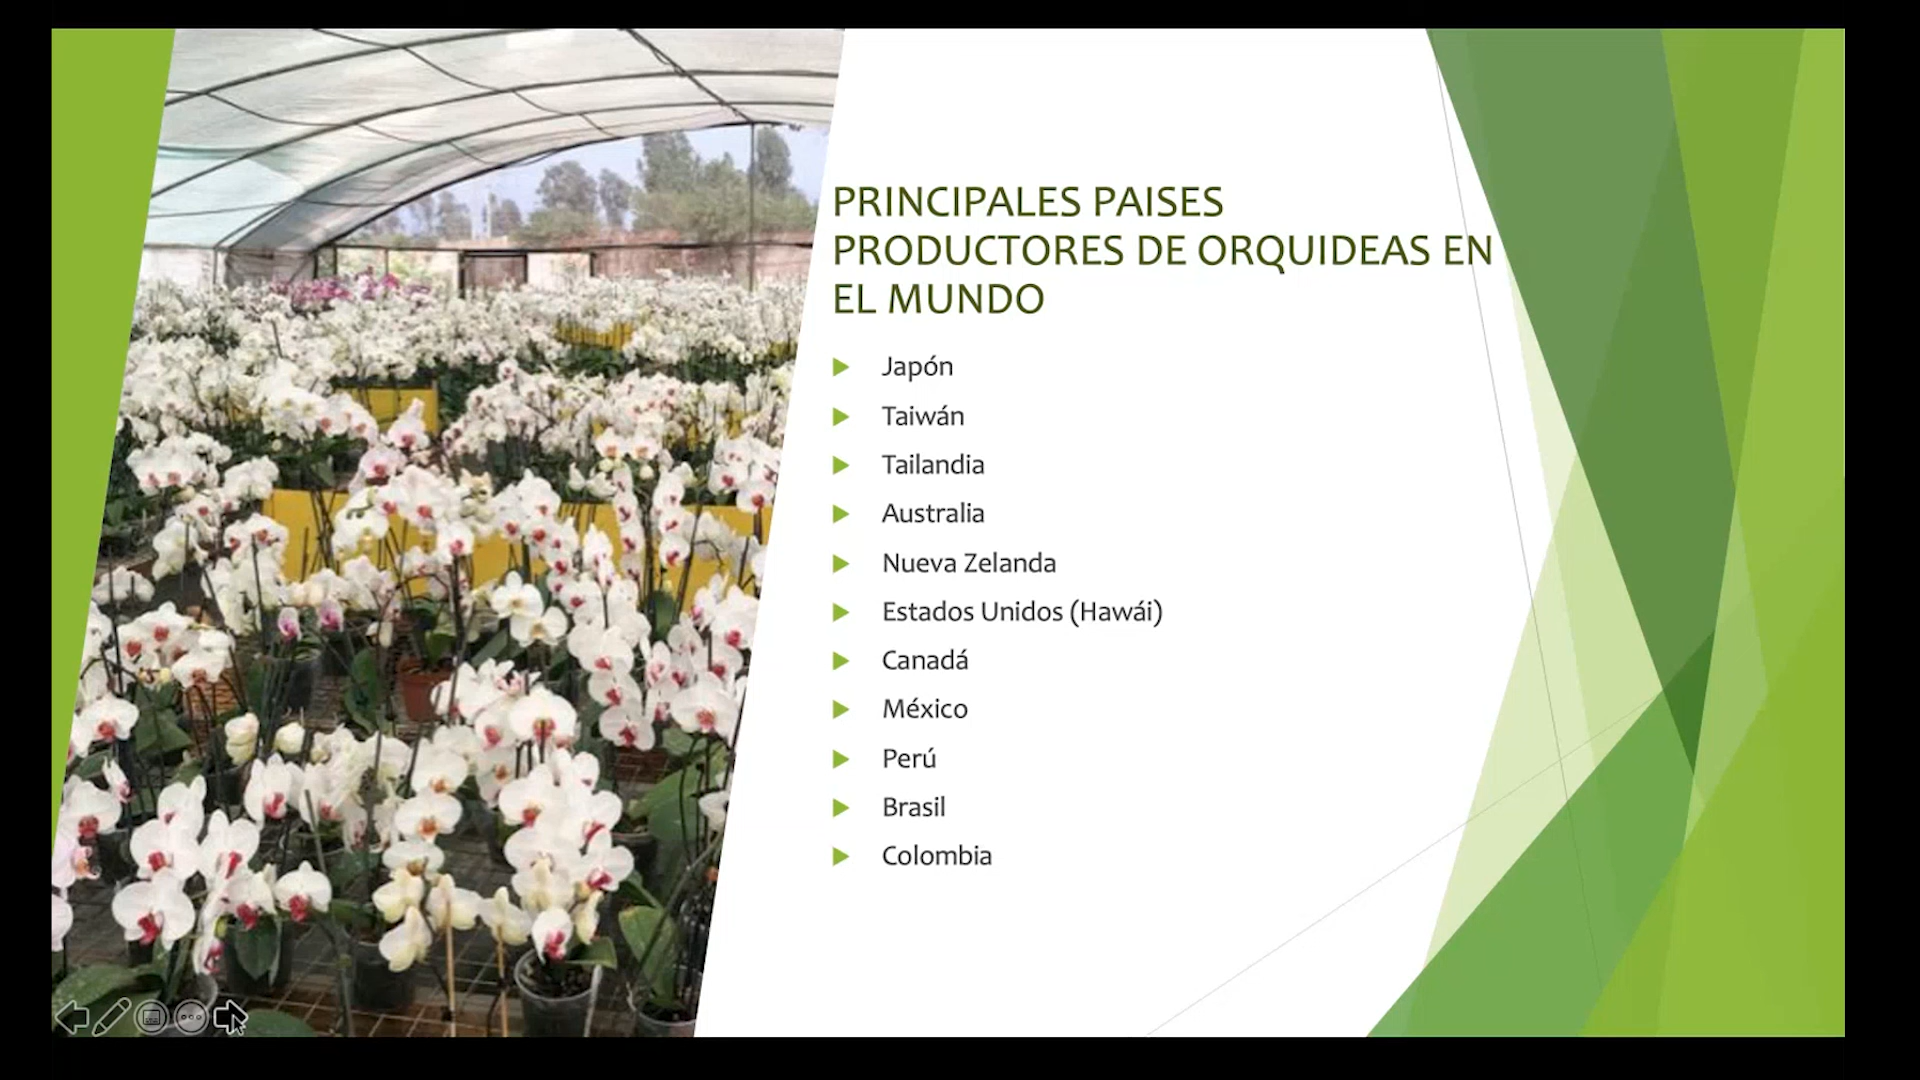 PRINCIPALES PAISES
PRODUCTORES DE ORQUIDEAS EN
EL MUNDO
Japón
Taiwán
Tailandia
Australia
Nueva Zelanda
Estados Unidos (Hawái)
Canadá
México
Perú
Brasil
Colombia